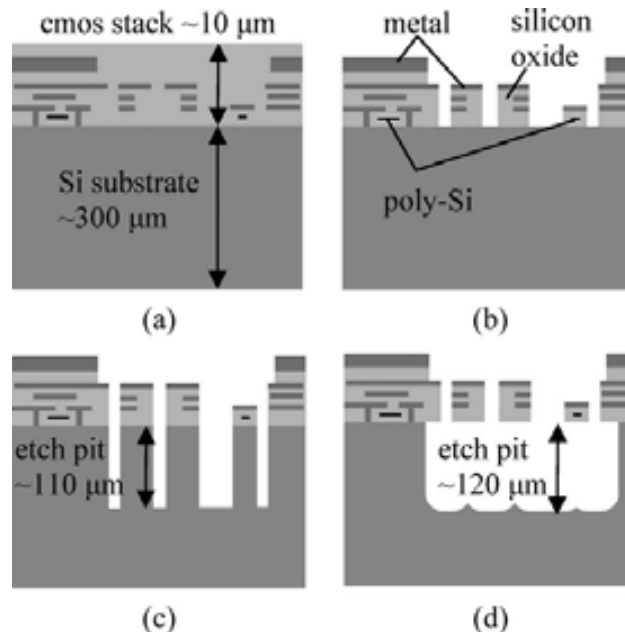 cmos stack ~10 μm
Si substrate
~300 μm
(a)
metal
silicon
oxide
poly-Si
(b)
etch pit
~110 μm
(c)
etch pit
~120 μm
(d)